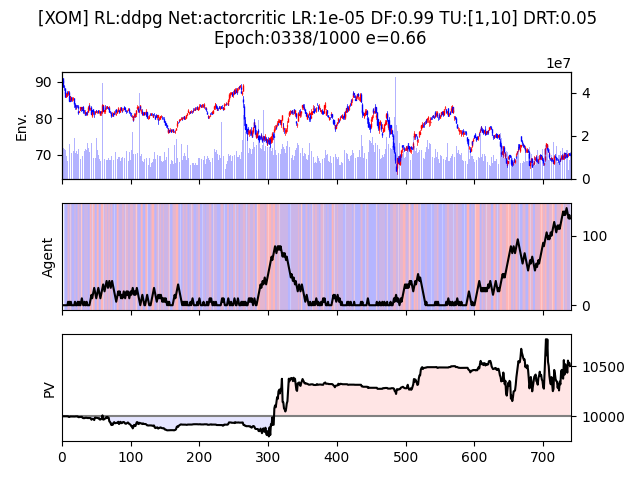 [XOM] RL:ddpg Net:actorcritic LR:1e-05 DF:0.99 TU:[1,10] DRT:0.05
Epoch:0338/1000 e=0.66
1e7
Env.
90
80
70
4
2
0
Agent
100
0
PV
10500
10000
0 100 200 300 400 500 600 700